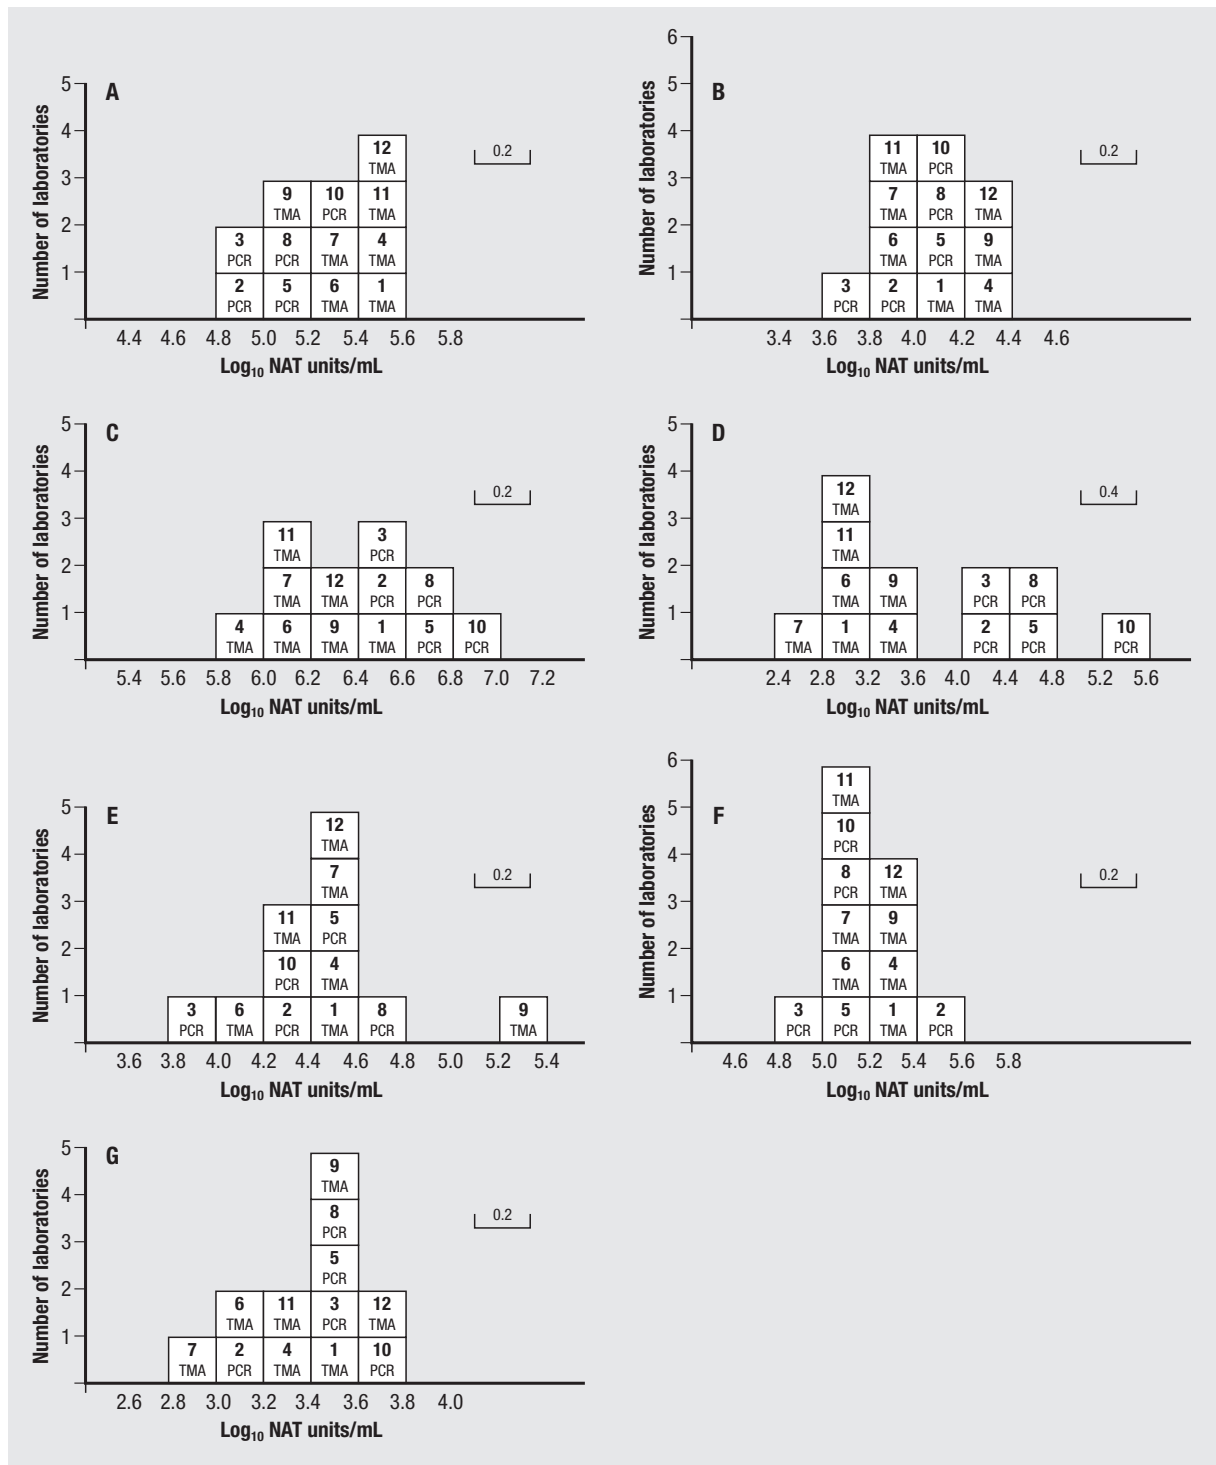 A
Number of laboratories
5
4
3
2
1
12
TMA
9 10 11
TMA PCR TMA
3 8 7 4
PCR PCR TMA TMA
2 5 6 1
PCR PCR TMA TMA
0.2
4.4 4.6 4.8 5.0 5.2 5.4 5.6 5.8
Log10 NAT units/mL
B
Number of laboratories
6
5
4
3
2
1
11 10
TMA PCR
7 8 12
TMA PCR TMA
6 5 9
TMA PCR TMA
3 2 1 4
PCR PCR TMA TMA
0.2
3.4 3.6 3.8 4.0 4.2 4.4 4.6
Log10 NAT units/mL
C
Number of laboratories
5
4
3
2
1
11 3
TMA PCR
7 12 2 8
TMA TMA PCR PCR
4 6 9 1 5 10
TMA TMA TMA TMA PCR PCR
0.2
5.4 5.6 5.8 6.0 6.2 6.4 6.6 6.8 7.0 7.2
Log10 NAT units/mL
D
Number of laboratories
5
4
3
2
1
12
TMA
11
TMA
6 9 3 8
TMA TMA PCR PCR
7 1 4 2 5 10
TMA TMA TMA PCR PCR PCR
0.4
2.4 2.8 3.2 3.6 4.0 4.4 4.8 5.2 5.6
Log10 NAT units/mL
E
Number of laboratories
5
4
3
2
1
12
TMA
7
TMA
11 5
TMA PCR
10 4
PCR TMA
3 6 2 1 8 9
PCR TMA PCR TMA PCR TMA
0.2
3.6 3.8 4.0 4.2 4.4 4.6 4.8 5.0 5.2 5.4
Log10 NAT units/mL
F
Number of laboratories
6
5
4
3
2
1
11
TMA
10
PCR
8 12
PCR TMA
7 9
TMA TMA
6 4
TMA TMA
3 5 1 2
PCR PCR TMA PCR
0.2
4.6 4.8 5.0 5.2 5.4 5.6 5.8
Log10 NAT units/mL
G
Number of laboratories
5
4
3
2
1
9
TMA
8
PCR
5
PCR
6 11 3 12
TMA TMA PCR TMA
7 2 4 1 10
TMA PCR TMA TMA PCR
0.2
2.6 2.8 3.0 3.2 3.4 3.6 3.8 4.0
Log10 NAT units/mL